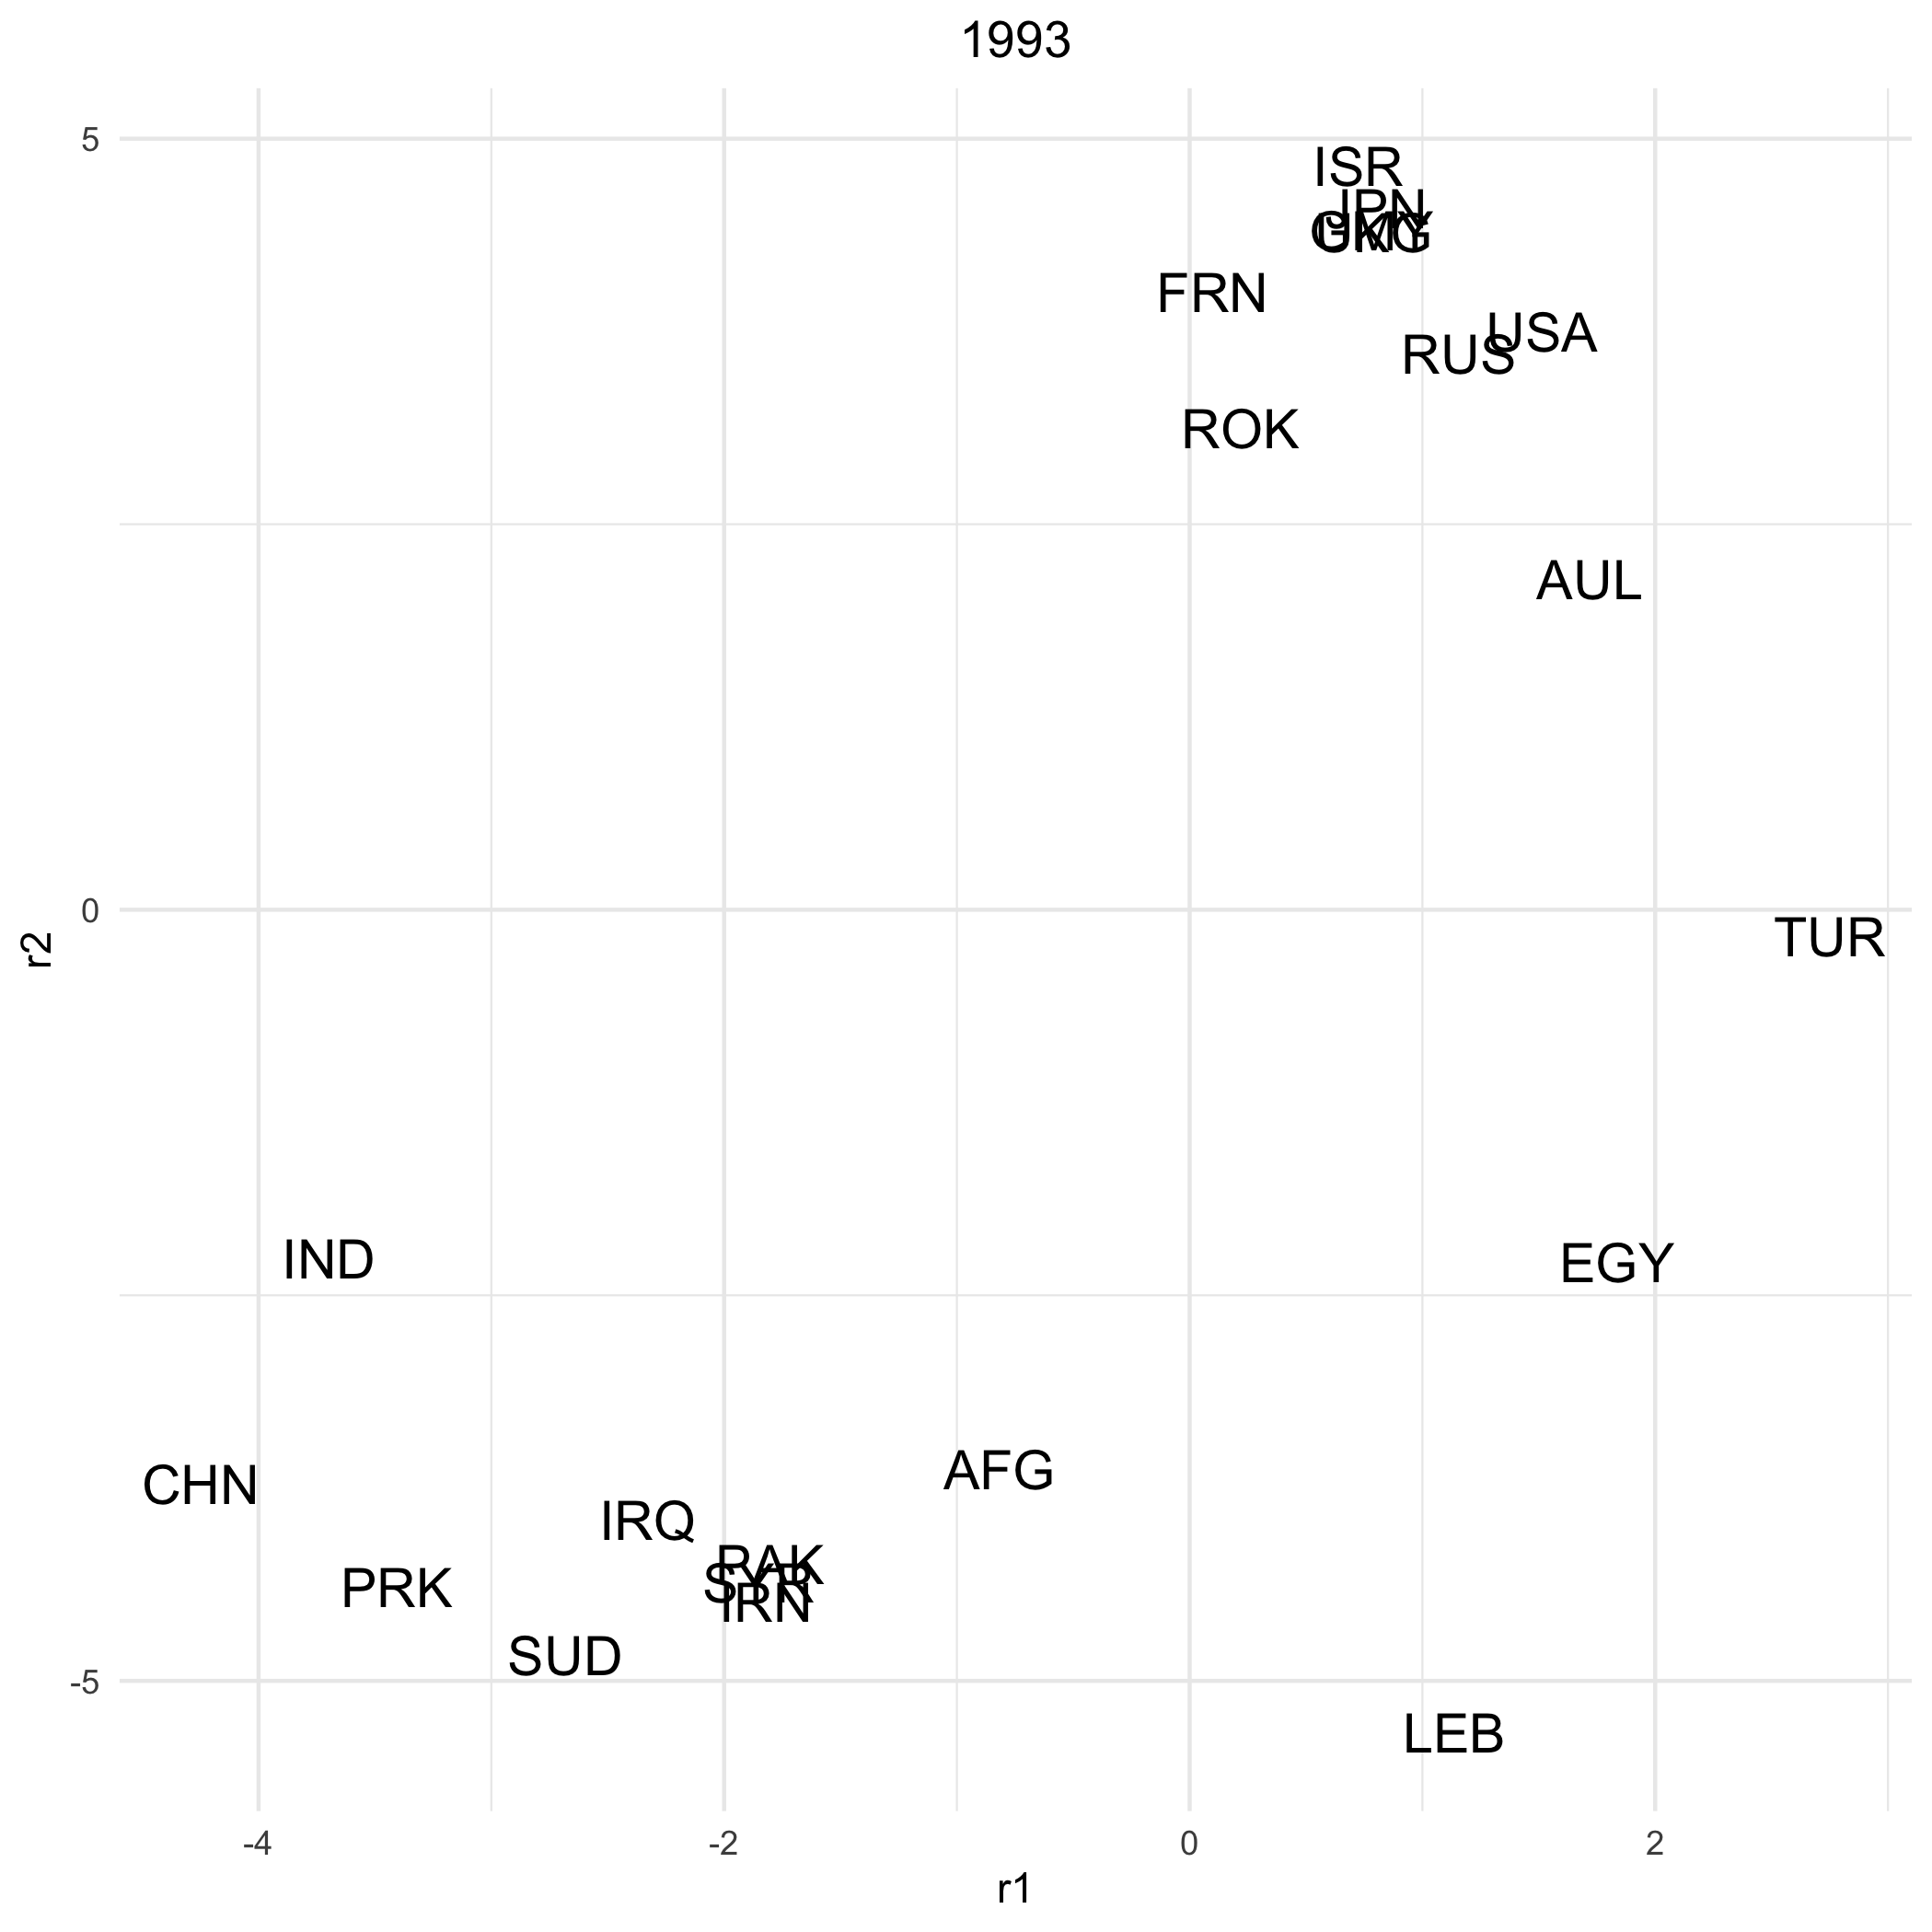 1993
5
ISR
JPN
FRN
USA
RUS
ROK
AUL
0
TUR
r2
IND
EGY
AFG
CHN
IRQ
PAK
PRK
IRN
SUD
-5
LEB
-4
-2
0
2
r1